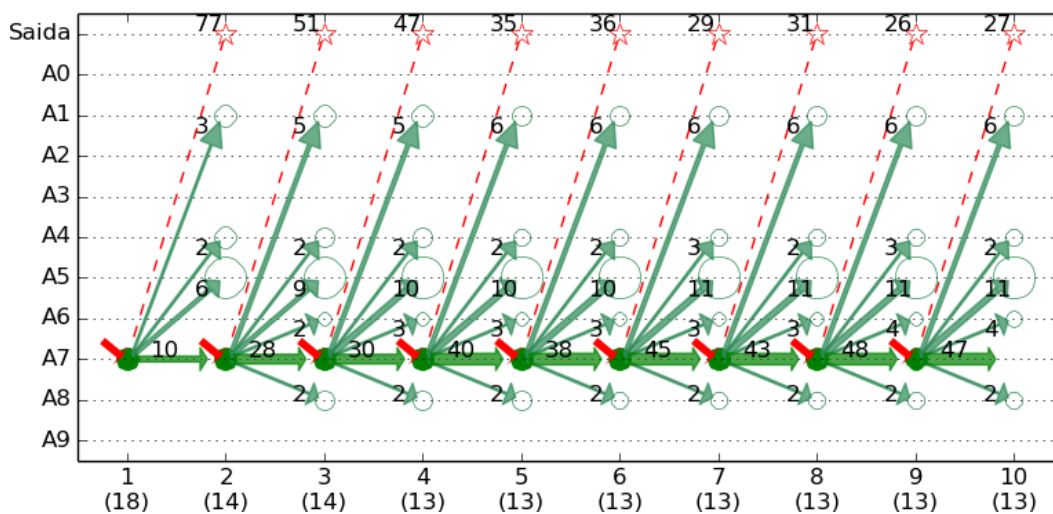 Saida 77 51 47 35 36 29 31 26 27
A0
A1 3 5 5 6 6 6 6 6 6
A2
A3
A4 2 2 2 2 2 3 2 3 2
A5 6 9 10 10 10 11 11 11 11
A6 2 3 3 3 3 3 4 4
A7 10 28 30 40 38 45 43 48 47
A8 2 2 2 2 2 2 2 2
A9
1 2 3 4 5 6 7 8 9 10
(18) (14) (14) (13) (13) (13) (13) (13) (13) (13)